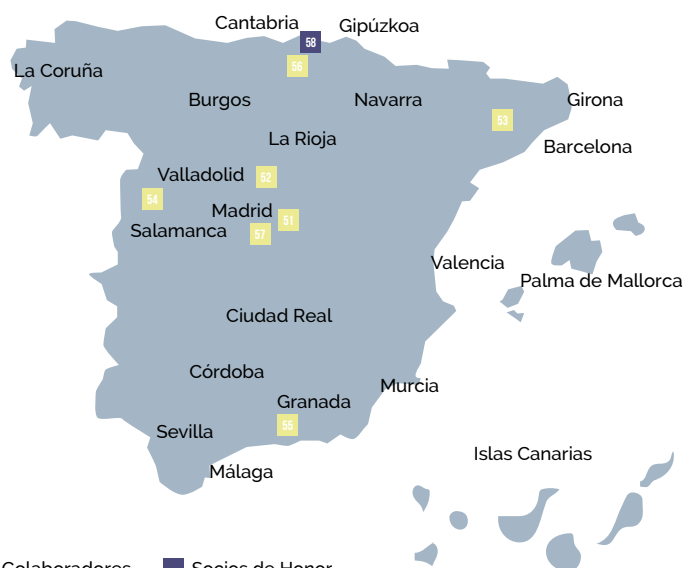 Cantabria
Gipúzkoa
58
56
La Coruña
Burgos
Navarra
Girona
53
La Rioja
Barcelona
Valladolid
52
54
Madrid
51
Salamanca
57
Valencia
Palma de Mallorca
Ciudad Real
Córdoba
Murcia
Granada
55
Sevilla
Islas Canarias
Málaga
Colaboradores
Socios de Honor